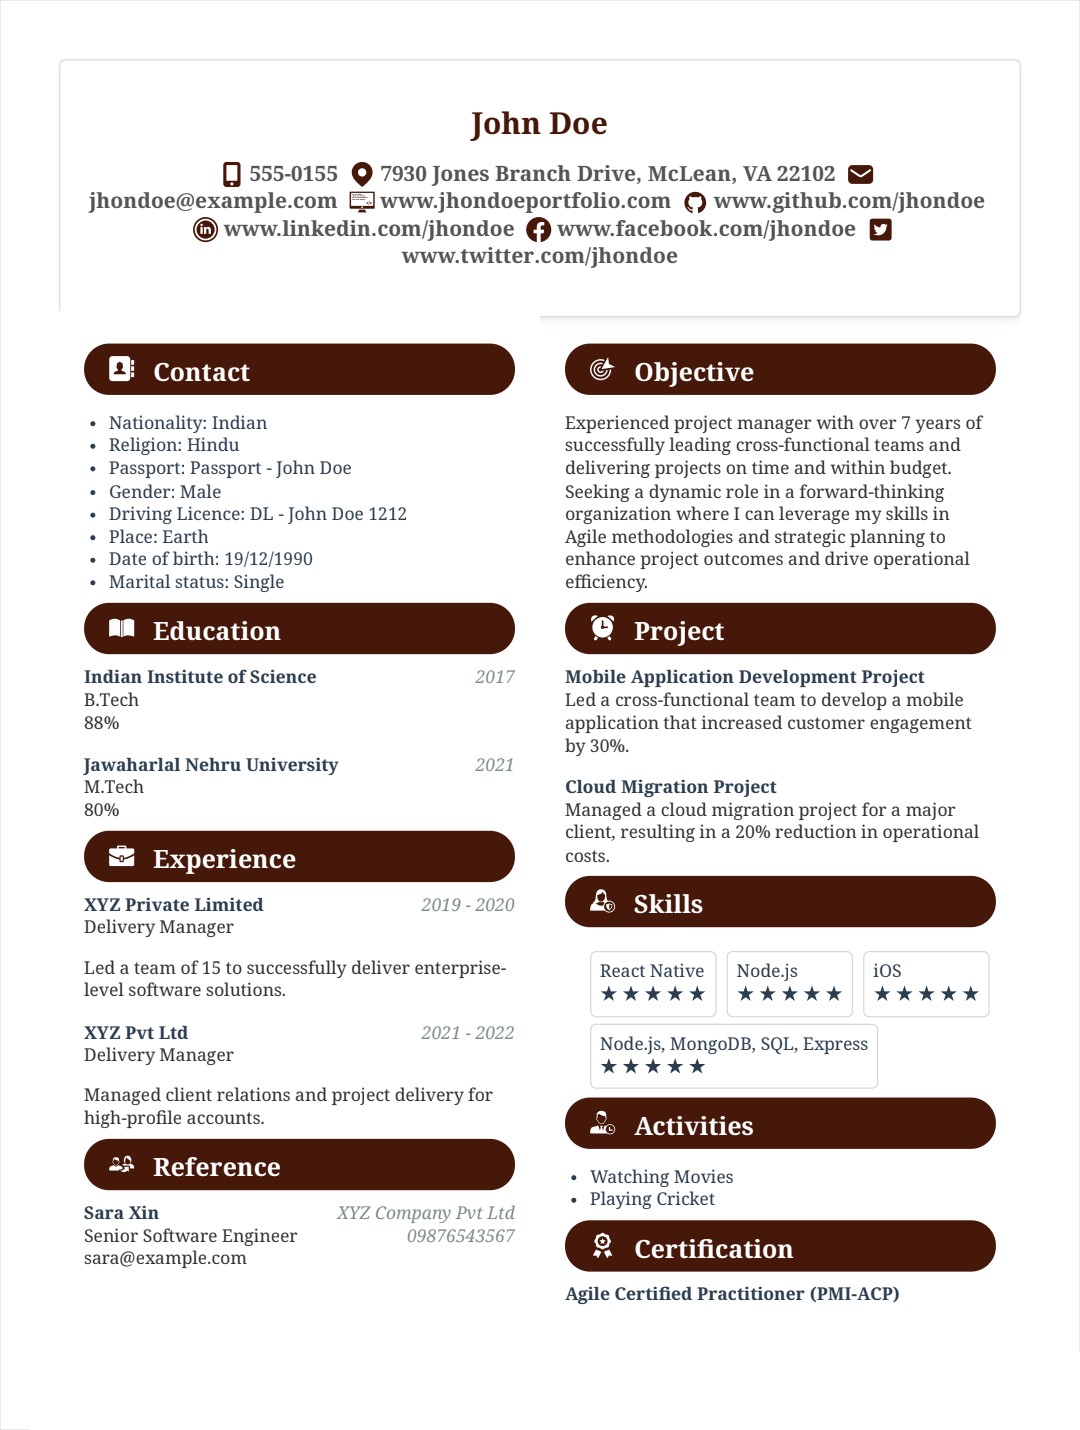 John Doe
555-0155 7930 Jones Branch Drive, McLean, VA 22102
jhondoe@example.com www.jhondoeportfolio.com www.github.com/jhondoe
www.linkedin.com/jhondoe www.facebook.com/jhondoe
www.twitter.com/jhondoe
Contact
• Nationality: Indian
• Religion: Hindu
• Passport: Passport - John Doe
• Gender: Male
• Driving Licence: DL - John Doe 1212
• Place: Earth
• Date of birth: 19/12/1990
• Marital status: Single
Education
Indian Institute of Science 2017
B.Tech
88%
Jawaharlal Nehru University 2021
M.Tech
80%
Experience
XYZ Private Limited 2019 - 2020
Delivery Manager
Led a team of 15 to successfully deliver enterprise-
level software solutions.
XYZ Pvt Ltd 2021 - 2022
Delivery Manager
Managed client relations and project delivery for
high-profile accounts.
Reference
Sara Xin XYZ Company Pvt Ltd
Senior Software Engineer 09876543567
sara@example.com
Objective
Experienced project manager with over 7 years of
successfully leading cross-functional teams and
delivering projects on time and within budget.
Seeking a dynamic role in a forward-thinking
organization where I can leverage my skills in
Agile methodologies and strategic planning to
enhance project outcomes and drive operational
efficiency.
Project
Mobile Application Development Project
Led a cross-functional team to develop a mobile
application that increased customer engagement
by 30%.
Cloud Migration Project
Managed a cloud migration project for a major
client, resulting in a 20% reduction in operational
costs.
Skills
React Native Node.js iOS
★★★★★ ★★★★★ ★★★★★
Node.js, MongoDB, SQL, Express
★★★★★
Activities
• Watching Movies
• Playing Cricket
Certification
Agile Certified Practitioner (PMI-ACP)